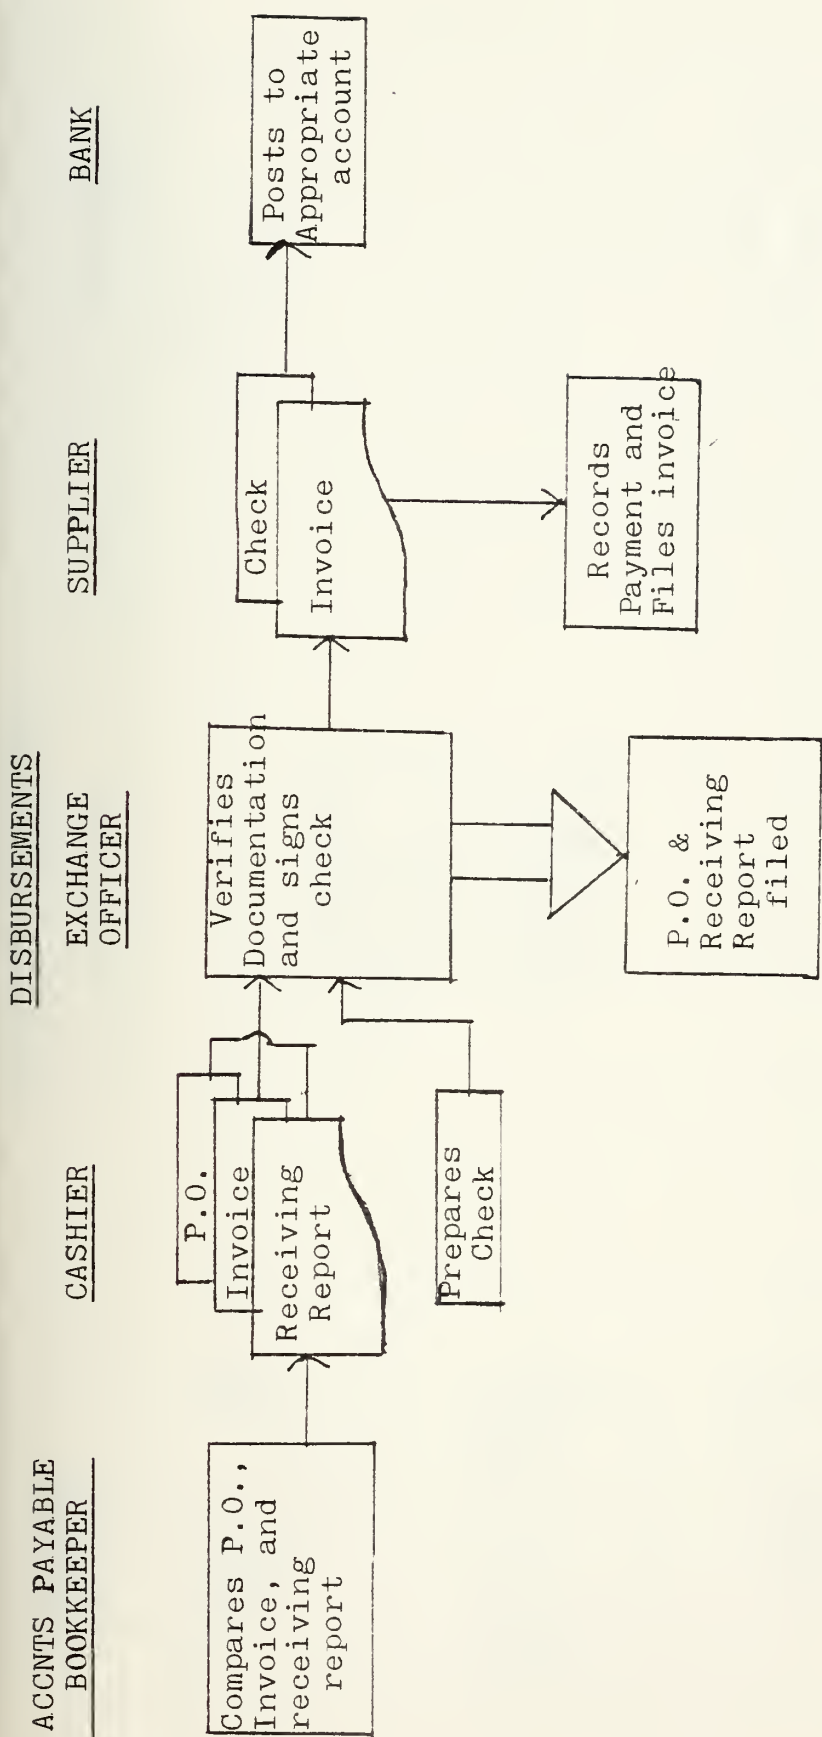 DISBURSEMENTS
ACCNTS PAYABLE
BOOKKEEPER
CASHIER
EXCHANGE
OFFICER
SUPPLIER
BANK
Compares P.O.,
Invoice, and
receiving
report
P.O.
Invoice
Receiving
Report
Prepares
Check
Verifies
Documentation
and signs
check
P.O. &
Receiving
Report
filed
Check
Invoice
Records
Payment and
Files invoice
Posts to
Appropriate
account